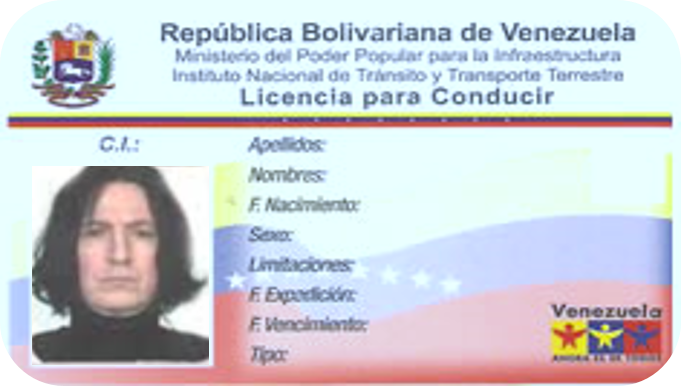 República Bolivariana de Venezuela
Ministerio del Poder Popular para la Infraestructura
Instituto Nacional de Tránsito y Transporte Terrestre
Licencia para Conducir
C.I.:
Apellidos:
Nombres:
F. Nacimiento:
Sexo:
Limitaciones:
F. Expedición:
F. Vencimiento:
Tipo:
Venezuela
AHORA ES DE TODOS